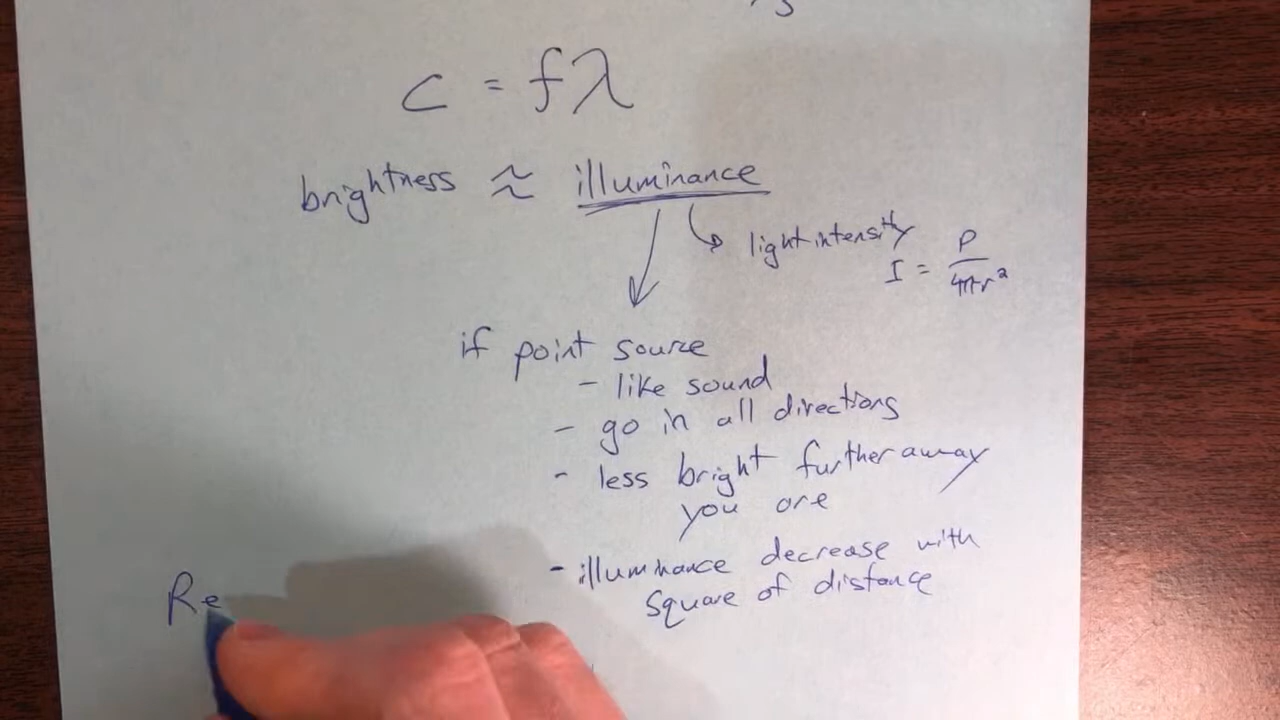 c = fλ
brightness ≈ illuminance
light intensity
I = P / 4πr²
if point source
- like sound
- go in all directions
- less bright further away
you are
- illuminance decrease with
square of distance
Re